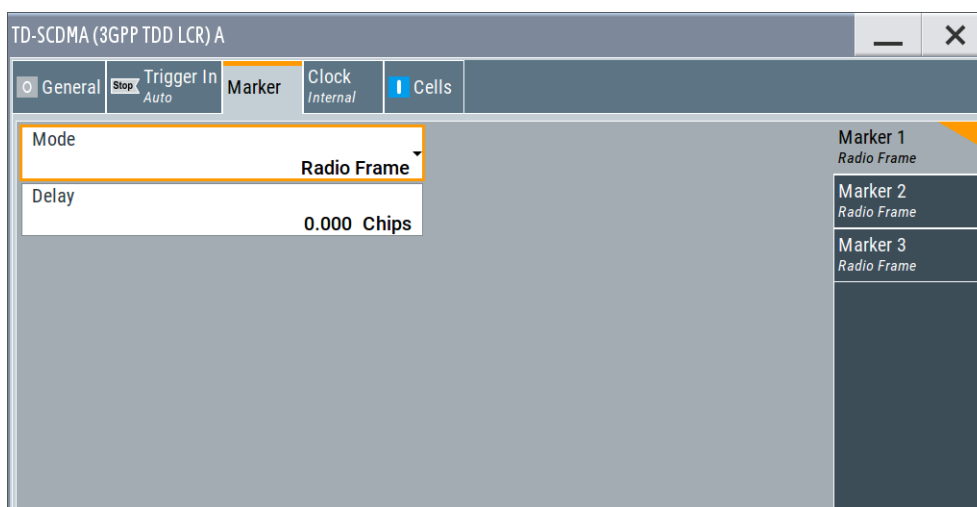 TD-SCDMA (3GPP TDD LCR) A
General
Stop
Trigger In
Auto
Marker
Clock
Internal
Cells
Mode
Radio Frame
Delay
0.000 Chips
Marker 1
Radio Frame
Marker 2
Radio Frame
Marker 3
Radio Frame